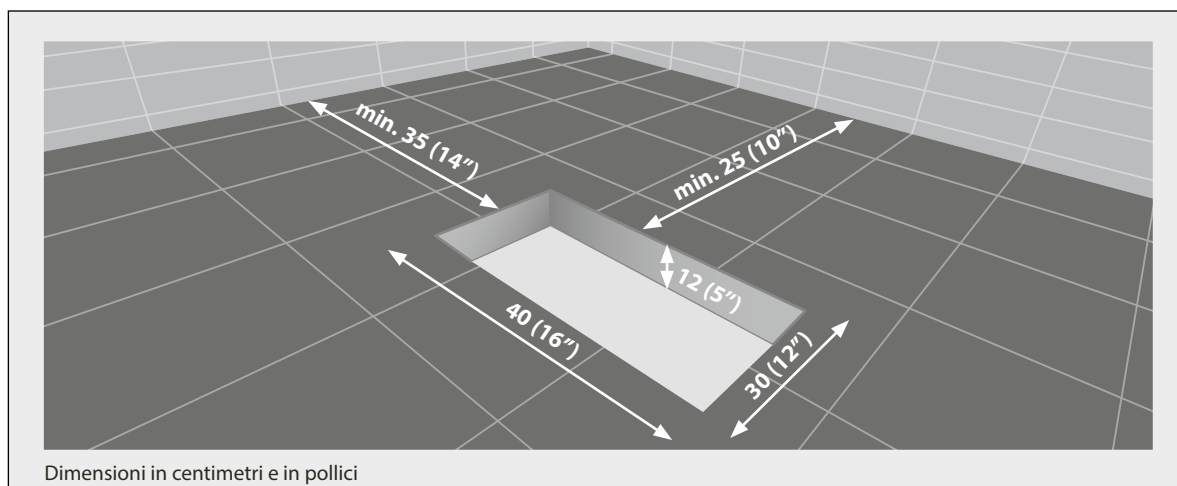 min. 35 (14”)
min. 25 (10”)
12 (5”)
40 (16”)
30 (12”)
Dimensioni in centimetri e in pollici